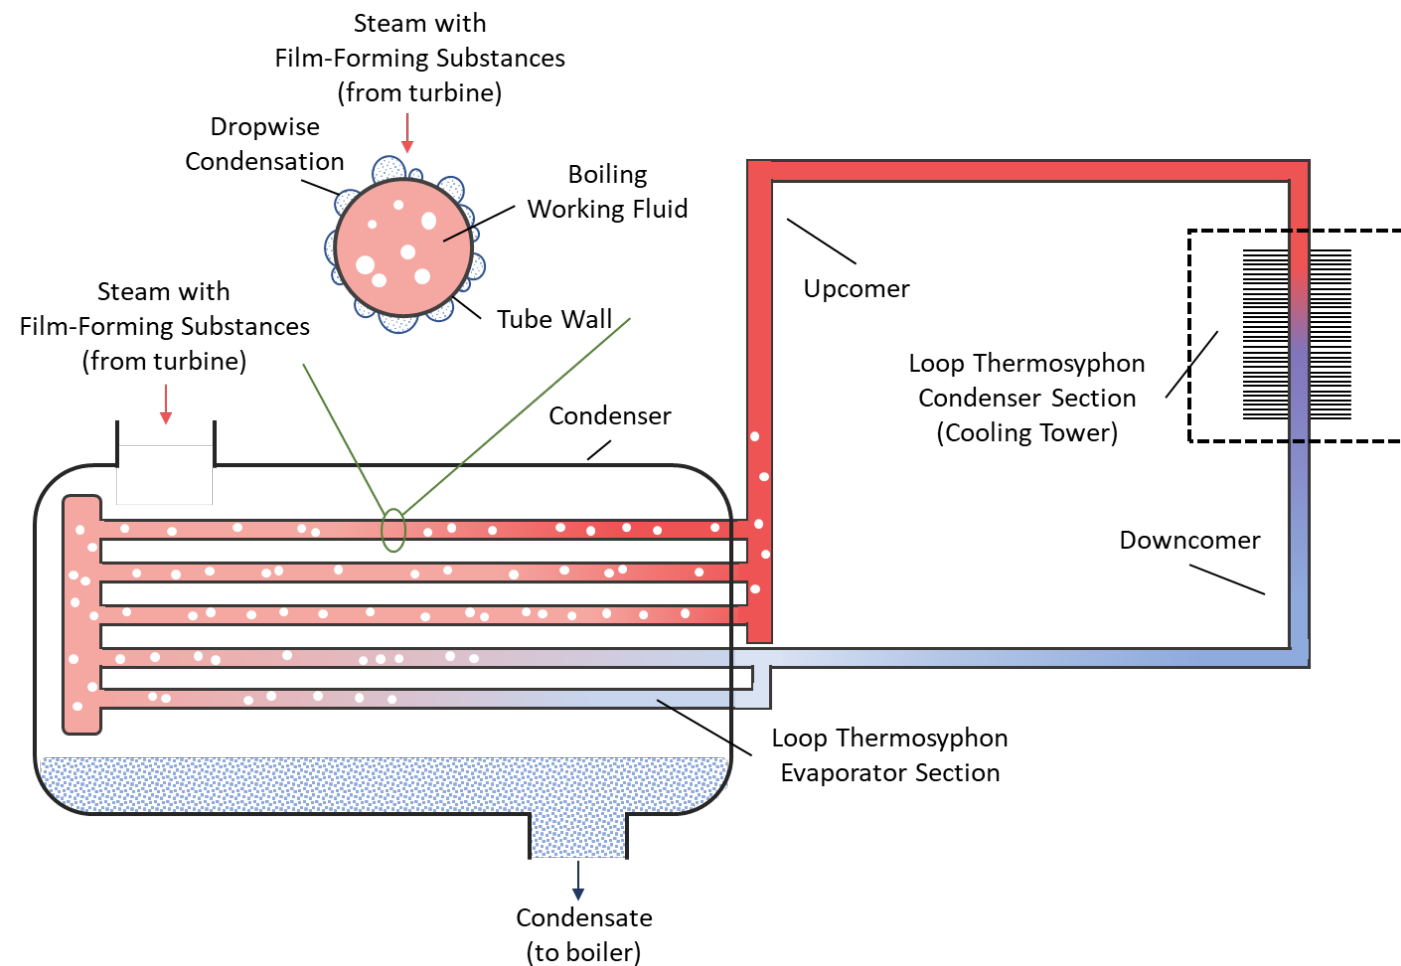 Steam with
Film-Forming Substances
(from turbine)
Dropwise
Condensation
Boiling
Working Fluid
Tube Wall
Steam with
Film-Forming Substances
(from turbine)
Condenser
Upcomer
Loop Thermosyphon
Condenser Section
(Cooling Tower)
Downcomer
Loop Thermosyphon
Evaporator Section
Condensate
(to boiler)